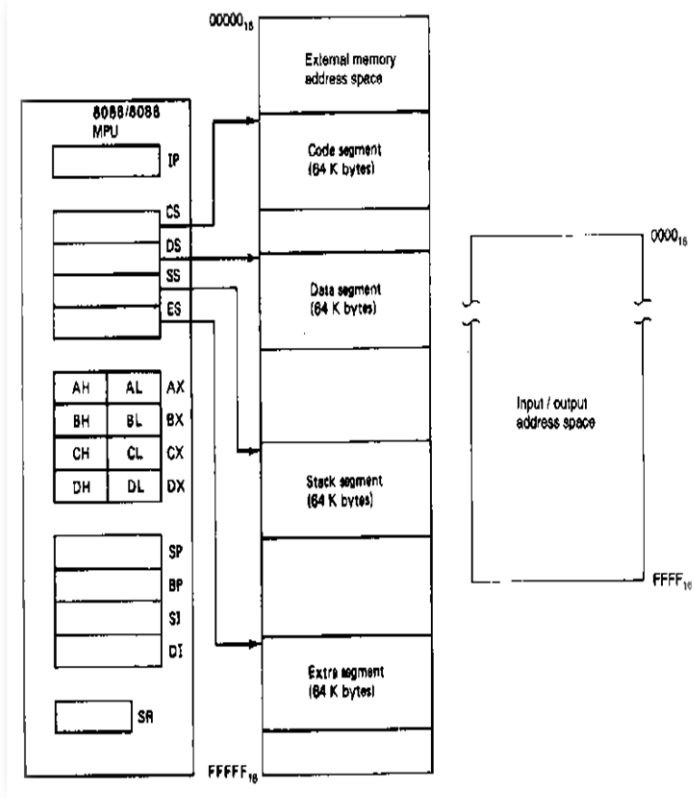 00000₁₆
External memory
address space
8088/8088
MPU
IP
Code segment
(64 K bytes)
CS
DS
SS
ES
0000₁₆
Data segment
(64 K bytes)
AH AL AX
BH BL BX
CH CL CX
DH DL DX
Input / output
address space
Stack segment
(64 K bytes)
SP
BP
SI
DI
FFFF₁₆
Extra segment
(64 K bytes)
SR
FFFFF₁₆